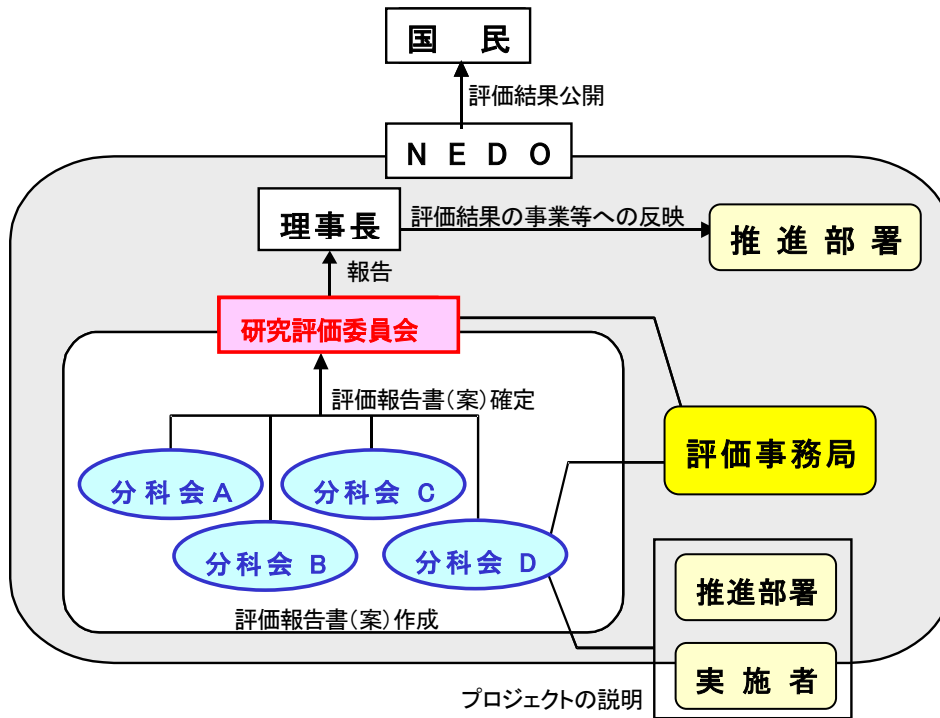 国 民
評価結果公開
N E D O
理事長
評価結果の事業等への反映
推 進 部 署
報告
研究評価委員会
評価報告書(案)確定
評価事務局
分科会A
分科会 C
分科会 B
分科会 D
推進部署
評価報告書(案)作成
実 施 者
プロジェクトの説明